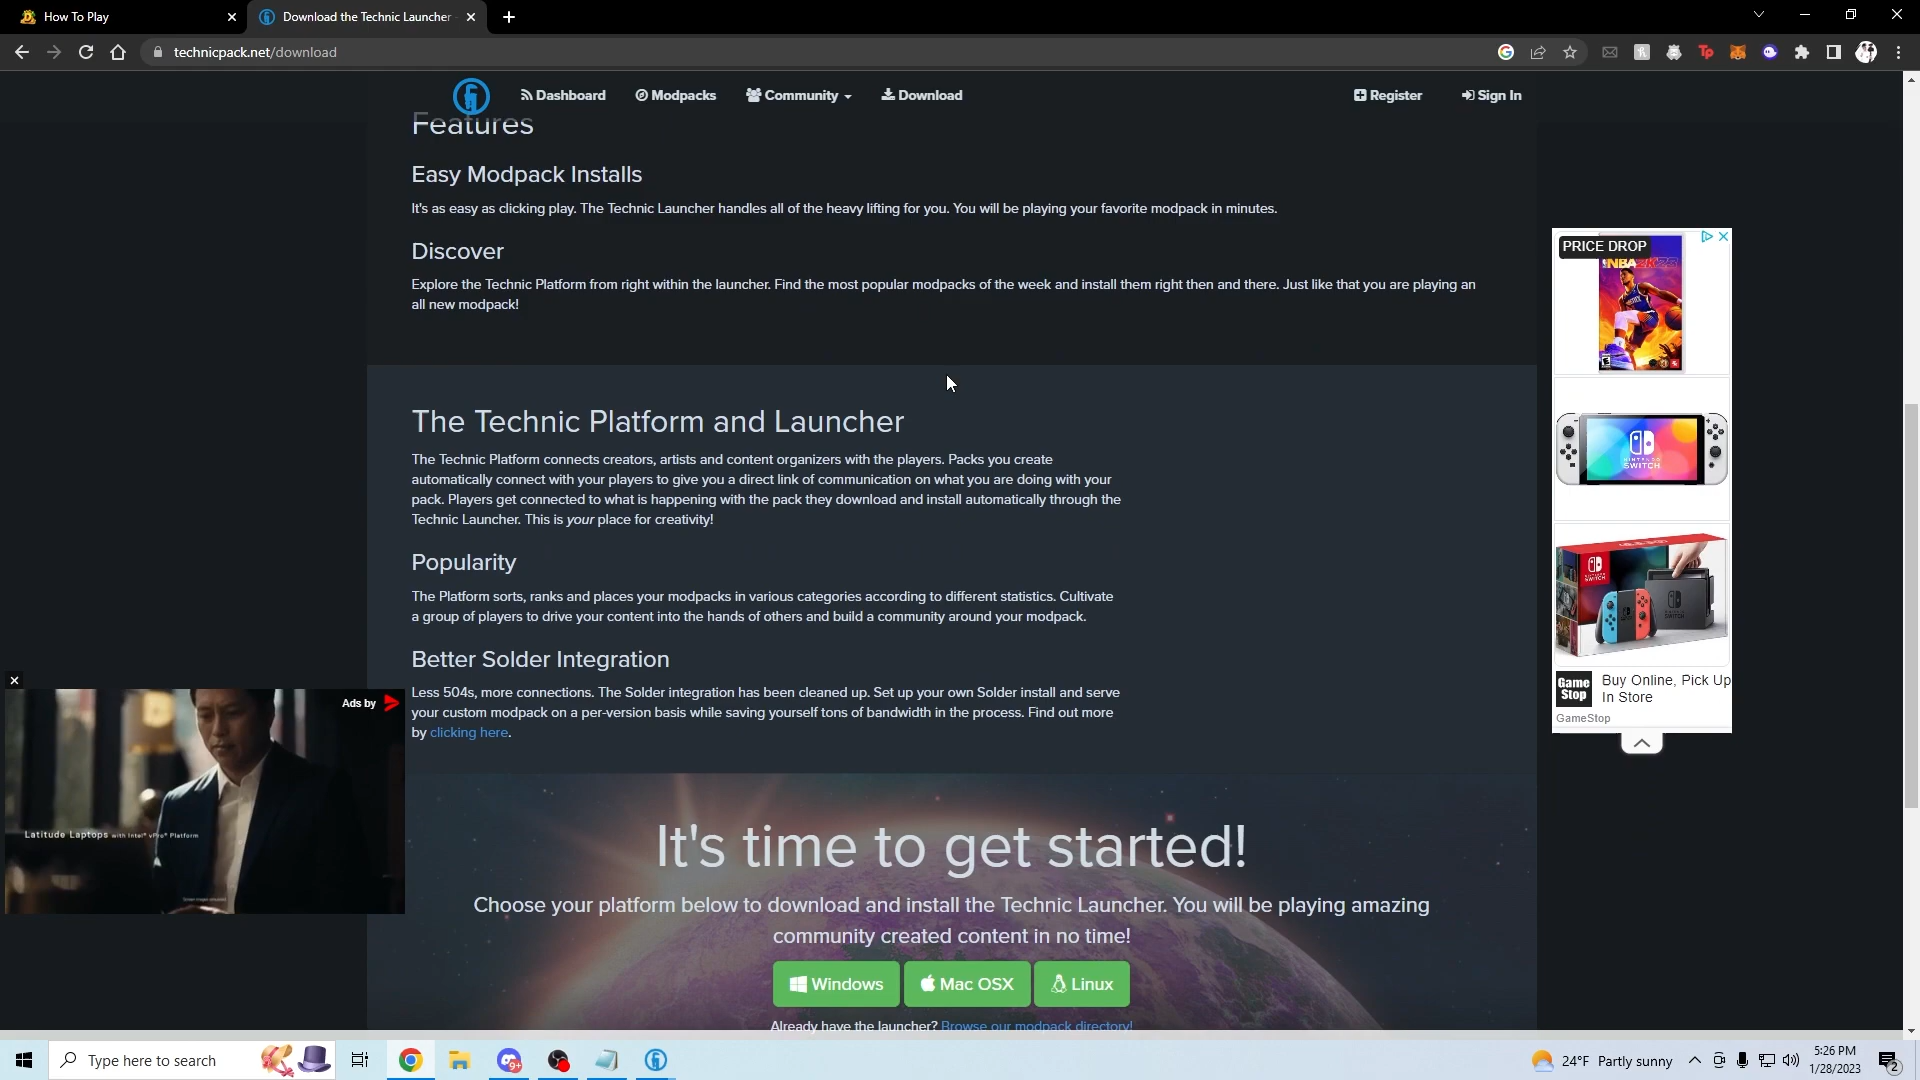 How To Play
Download the Technic Launcher
technicpack.net/download
Dashboard
Modpacks
Community
Download
Register
Sign In
Features
Easy Modpack Installs
It's as easy as clicking play. The Technic Launcher handles all of the heavy lifting for you. You will be playing your favorite modpack in minutes.
Discover
Explore the Technic Platform from right within the launcher. Find the most popular modpacks of the week and install them right then and there. Just like that you are playing an
all new modpack!
The Technic Platform and Launcher
The Technic Platform connects creators, artists and content organizers with the players. Packs you create
automatically connect with your players to give you a direct link of communication on what you are doing with your
pack. Players get connected to what is happening with the pack they download and install automatically through the
Technic Launcher. This is your place for creativity!
Popularity
The Platform sorts, ranks and places your modpacks in various categories according to different statistics. Cultivate
a group of players to drive your content into the hands of others and build a community around your modpack.
Better Solder Integration
Less 504s, more connections. The Solder integration has been cleaned up. Set up your own Solder install and serve
your custom modpack on a per-version basis while saving yourself tons of bandwidth in the process. Find out more
by clicking here.
It's time to get started!
Choose your platform below to download and install the Technic Launcher. You will be playing amazing
community created content in no time!
Windows
Mac OSX
Linux
Already have the launcher? Browse our modpack directory!
Ads by
Latitude Laptops with Intel® vPro® Platform
PRICE DROP
NBA 2K23
NINTENDO
SWITCH
Game
Stop
Buy Online, Pick Up
In Store
GameStop
Type here to search
9+
24°F Partly sunny
5:26 PM
1/28/2023
2